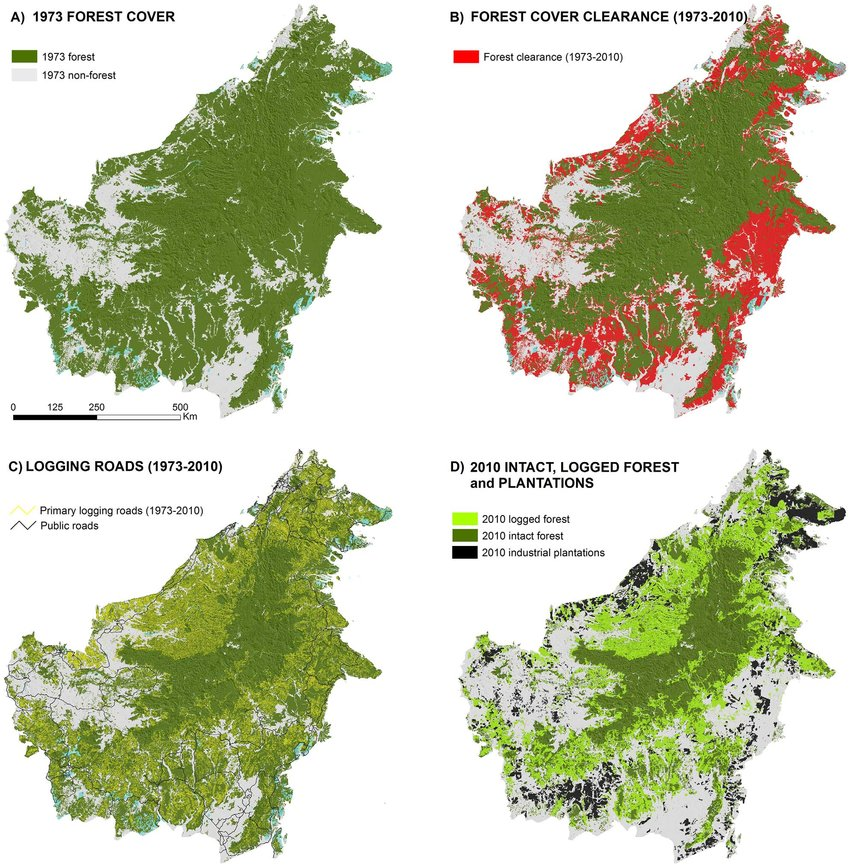 A) 1973 FOREST COVER
1973 forest
1973 non-forest
0 125 250 500
Km
B) FOREST COVER CLEARANCE (1973-2010)
Forest clearance (1973-2010)
C) LOGGING ROADS (1973-2010)
Primary logging roads (1973-2010)
Public roads
D) 2010 INTACT, LOGGED FOREST
and PLANTATIONS
2010 logged forest
2010 intact forest
2010 industrial plantations